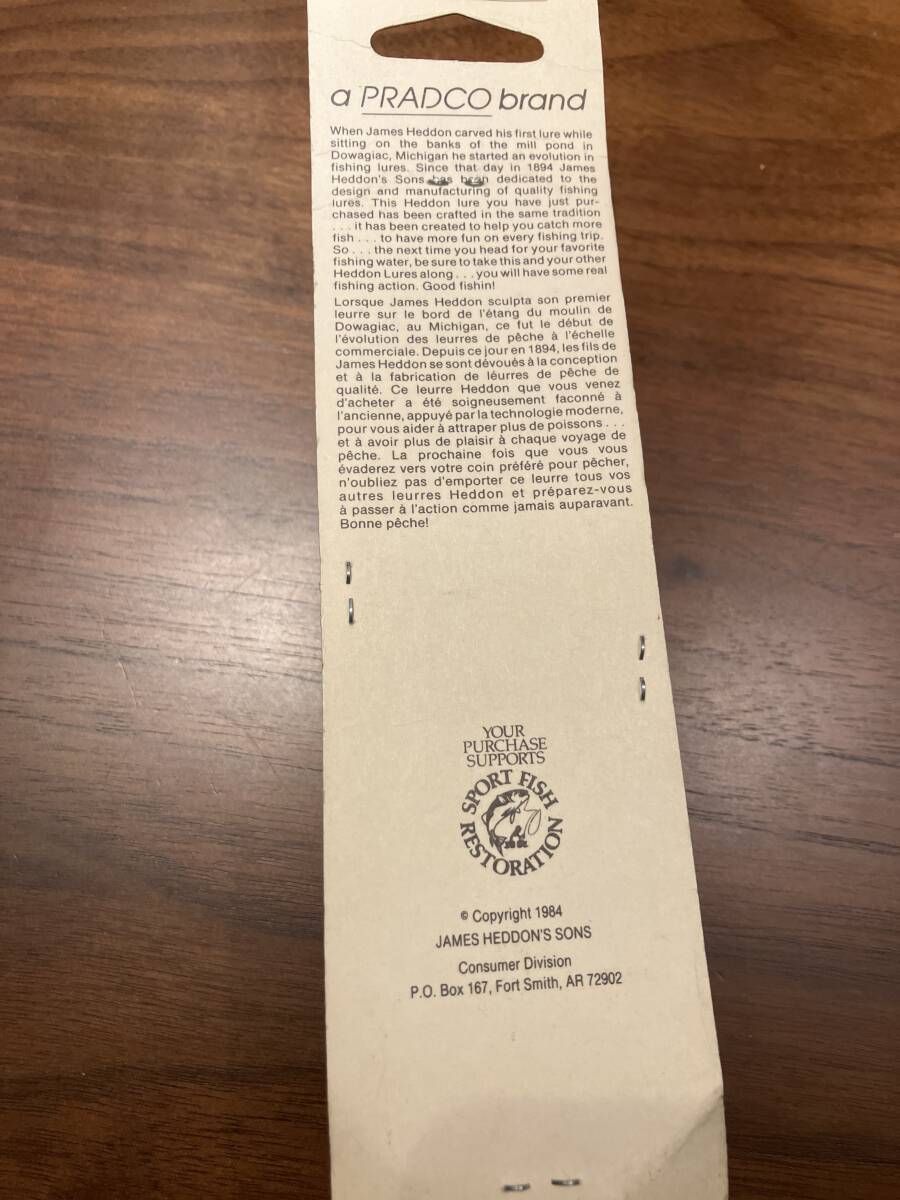 a PRADCO brand
When James Heddon carved his first lure while
sitting on the banks of the mill pond in
Dowagiac, Michigan he started an evolution in
fishing lures. Since that day in 1894 James
Heddon's Sons has been dedicated to the
design and manufacturing of quality fishing
lures. This Heddon lure you have just pur-
chased has been crafted in the same tradition
. . . it has been created to help you catch more
fish . . . to have more fun on every fishing trip.
So . . . the next time you head for your favorite
fishing water, be sure to take this and your other
Heddon Lures along . . . you will have some real
fishing action. Good fishin!
Lorsque James Heddon sculpta son premier
leurre sur le bord de l'étang du moulin de
Dowagiac, au Michigan, ce fut le début de
l'évolution des leurres de pêche à l'échelle
commerciale. Depuis ce jour en 1894, les fils de
James Heddon se sont dévoués à la conception
et à la fabrication de léurres de pêche de
qualité. Ce leurre Heddon que vous venez
d'acheter a été soigneusement faconné à
l'ancienne, appuyé par la technologie moderne,
pour vous aider à attraper plus de poissons . . .
et à avoir plus de plaisir à chaque voyage de
pêche. La prochaine fois que vous vous
évaderez vers votre coin préféré pour pêcher,
n'oubliez pas d'emporter ce leurre tous vos
autres leurres Heddon et préparez-vous
à passer à l'action comme jamais auparavant.
Bonne pêche!
YOUR
PURCHASE
SUPPORTS
SPORT FISH
RESTORATION
© Copyright 1984
JAMES HEDDON'S SONS
Consumer Division
P.O. Box 167, Fort Smith, AR 72902